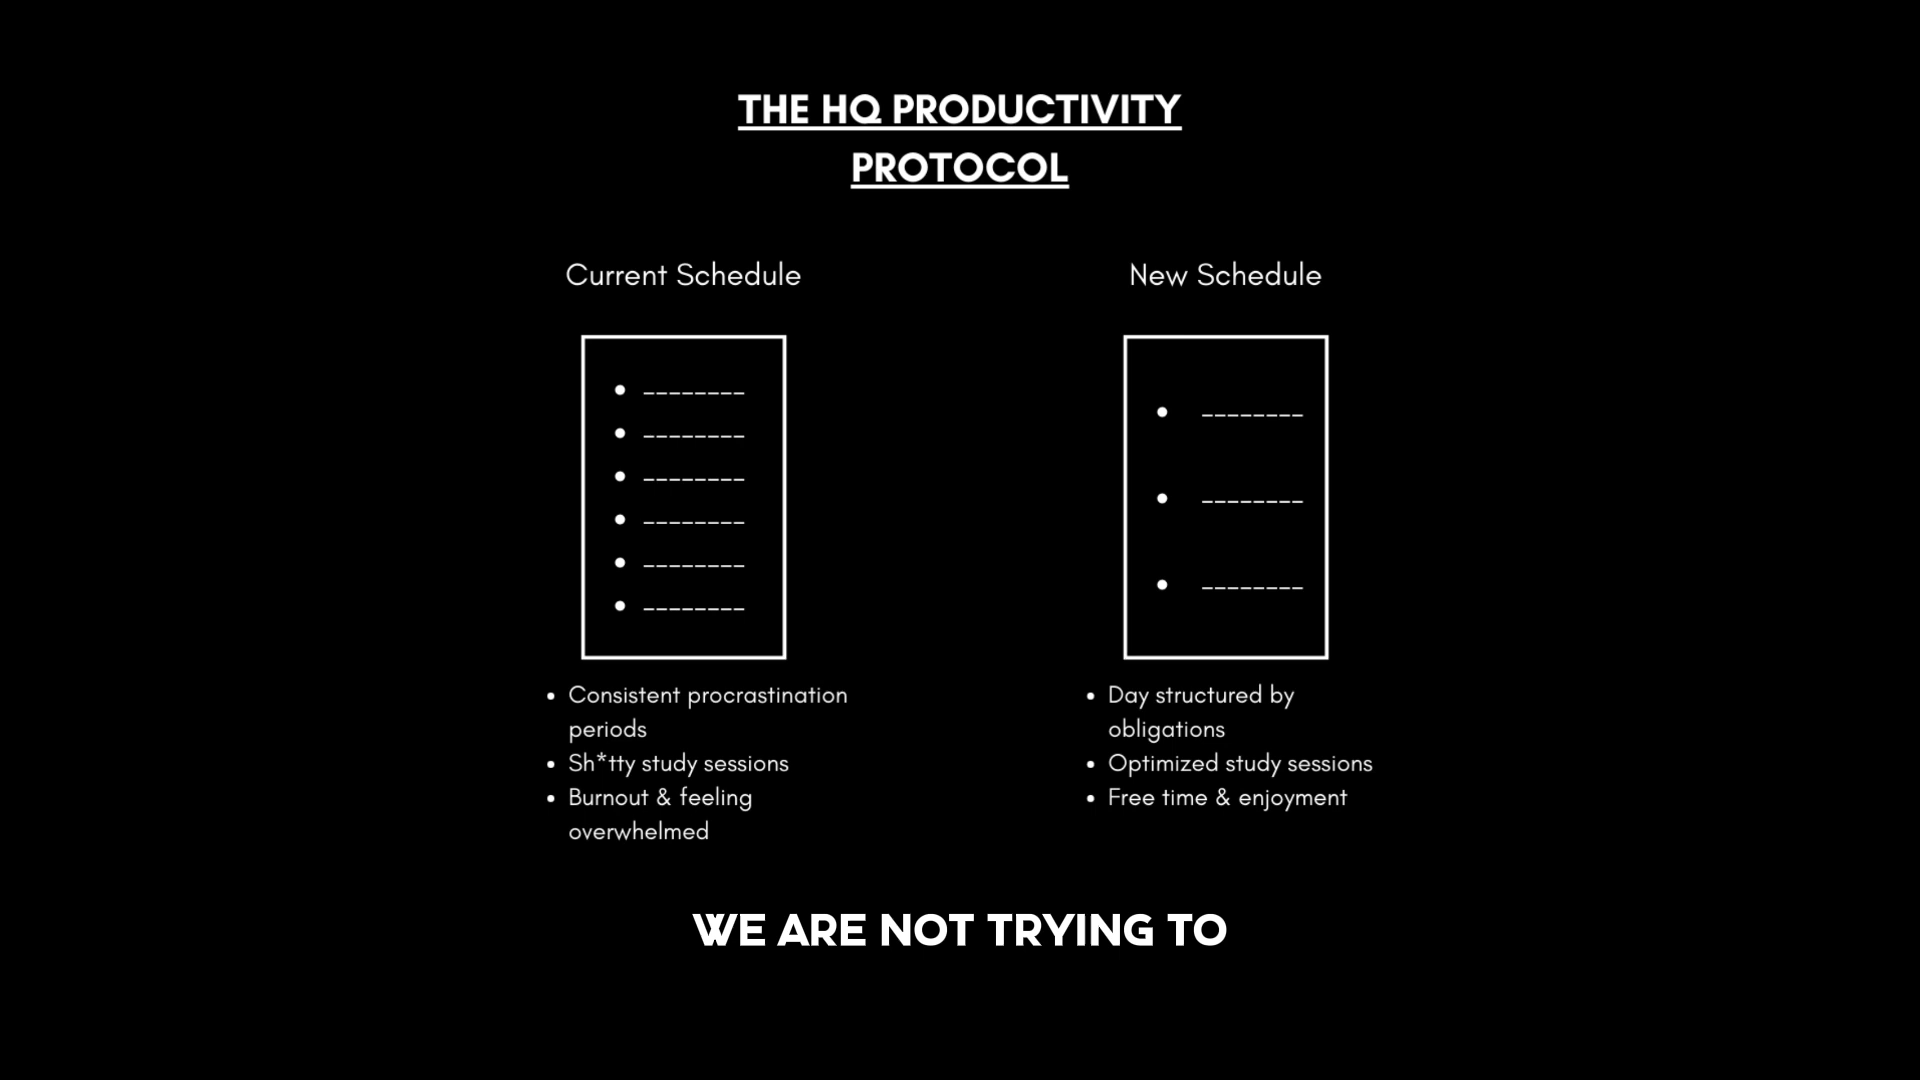 THE HQ PRODUCTIVITY
PROTOCOL
Current Schedule
• --------
• --------
• --------
• --------
• --------
• --------
• Consistent procrastination
periods
• Sh*tty study sessions
• Burnout & feeling
overwhelmed
New Schedule
• --------
• --------
• --------
• Day structured by
obligations
• Optimized study sessions
• Free time & enjoyment
WE ARE NOT TRYING TO